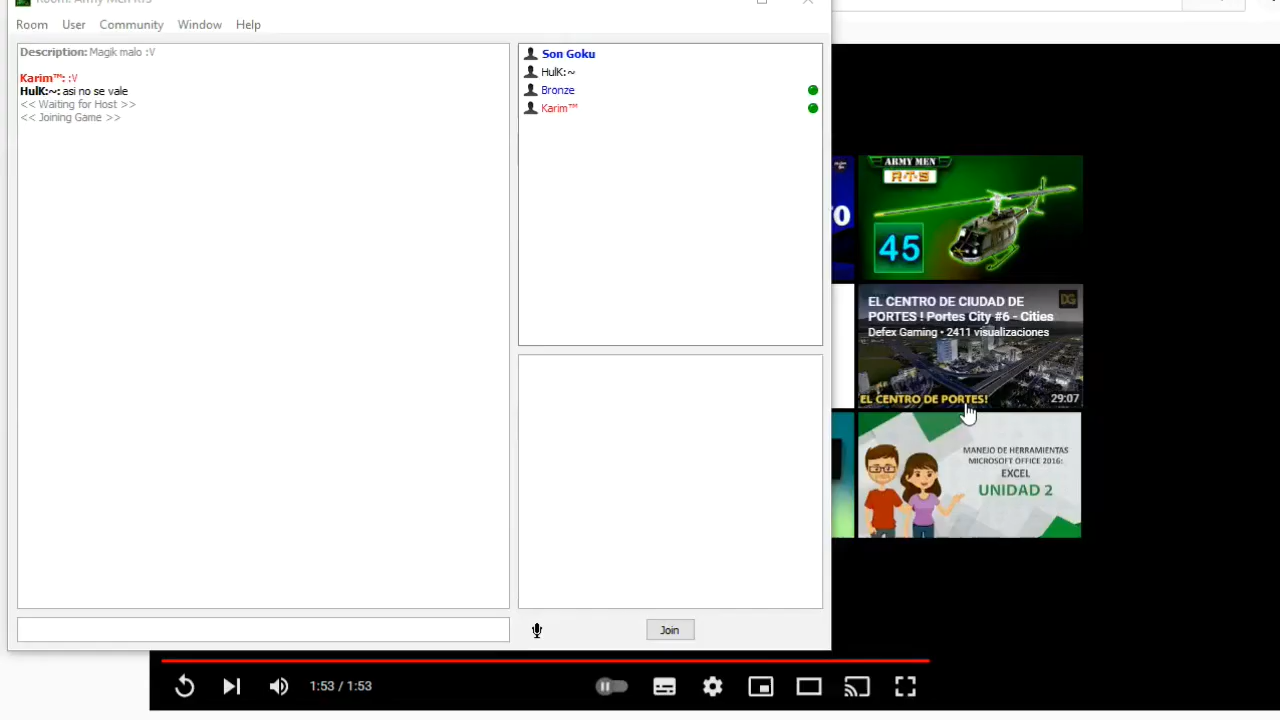 Room: Army Men RTS
Room User Community Window Help
Description: Magik malo :V
Karim™: :V
HulK:~: asi no se vale
<< Waiting for Host >>
<< Joining Game >>
Son Goku
HulK:~
Bronze
Karim™
Join
ARMY MEN
R·T·S
45
EL CENTRO DE CIUDAD DE
PORTES ! Portes City #6 - Cities
Defex Gaming • 2411 visualizaciones
DG
EL CENTRO DE PORTES!
29:07
MANEJO DE HERRAMIENTAS
MICROSOFT OFFICE 2016:
EXCEL
UNIDAD 2
1:53 / 1:53